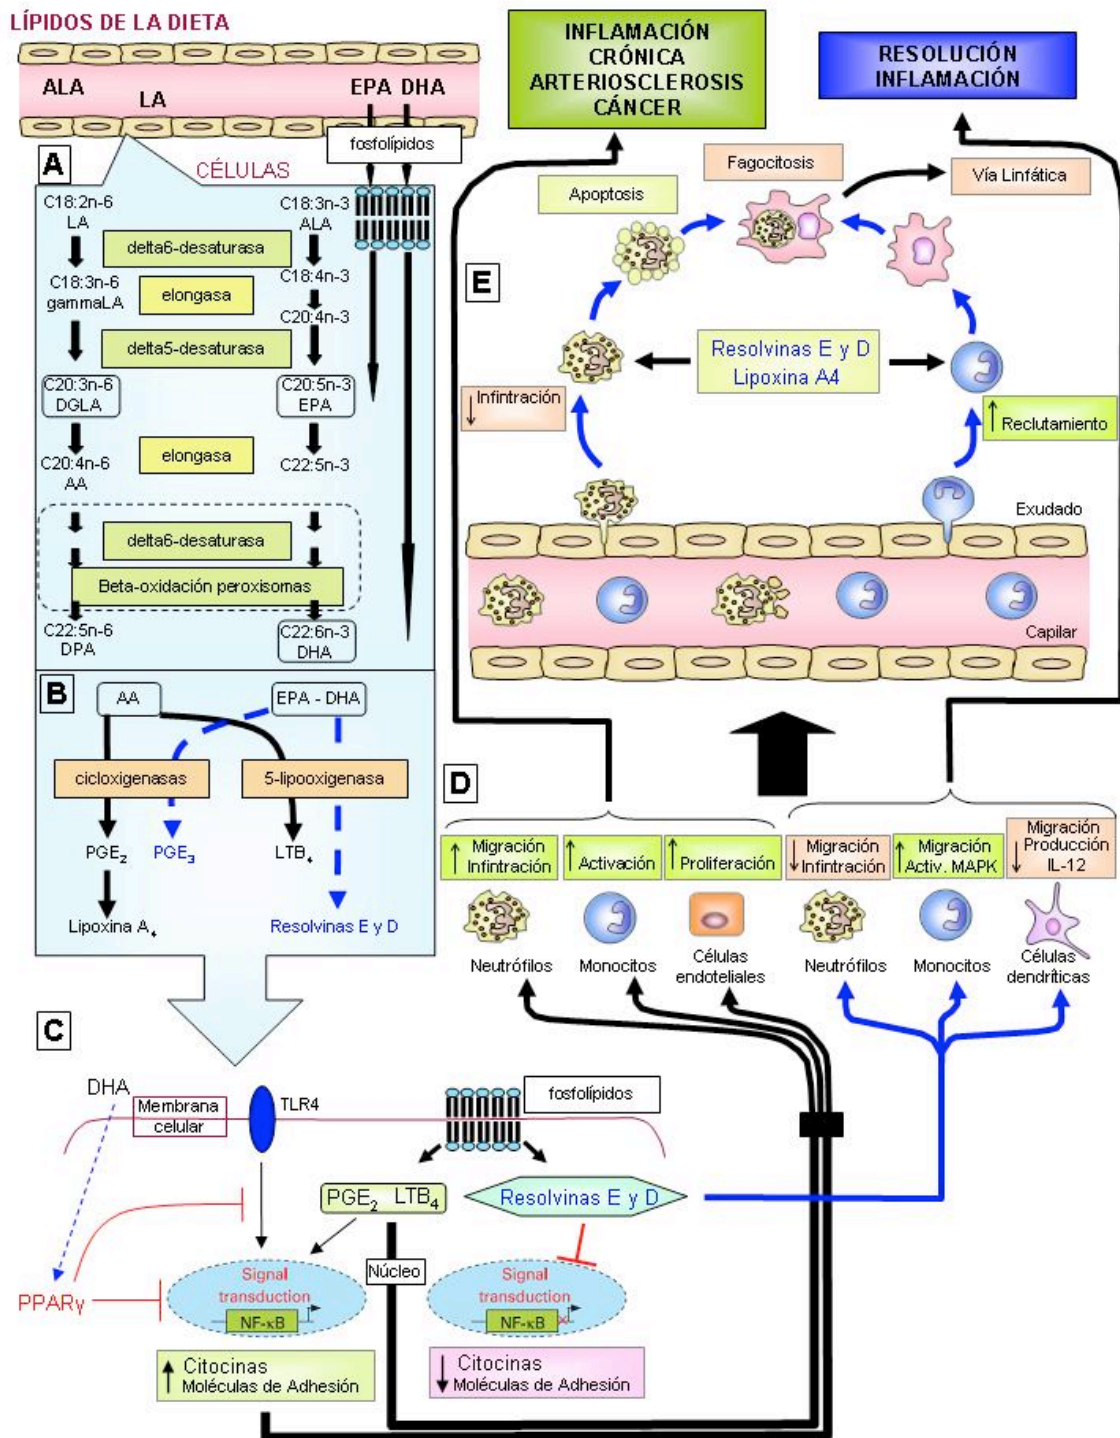 LÍPIDOS DE LA DIETA
ALA
LA
EPA DHA
fosfolípidos
A
CÉLULAS
C18:2n-6
LA
C18:3n-3
ALA
delta6-desaturasa
C18:3n-6
gammaLA
C18:4n-3
elongasa
C20:4n-3
delta5-desaturasa
C20:3n-6
DGLA
C20:5n-3
EPA
elongasa
C20:4n-6
AA
C22:5n-3
delta6-desaturasa
Beta-oxidación peroxisomas
C22:5n-6
DPA
C22:6n-3
DHA
B
AA
EPA - DHA
cicloxigenasas
5-lipooxigenasa
PGE2
PGE3
LTB4
Lipoxina A4
Resolvinas E y D
C
DHA
Membrana
celular
TLR4
fosfolípidos
PGE2 LTB4
Resolvinas E y D
PPARγ
Signal
transduction
NF-κB
Núcleo
Signal
transduction
NF-κB
Citocinas
Moléculas de Adhesión
Citocinas
Moléculas de Adhesión
D
Migración
Infintración
Activación
Proliferación
Migración
Infintración
Migración
Activ. MAPK
Migración
Producción
IL-12
Neutrófilos
Monocitos
Células
endoteliales
Neutrófilos
Monocitos
Células
dendríticas
INFLAMACIÓN
CRÓNICA
ARTERIOSCLEROSIS
CÁNCER
RESOLUCIÓN
INFLAMACIÓN
E
Apoptosis
Fagocitosis
Vía Linfática
Resolvinas E y D
Lipoxina A4
Infintración
Reclutamiento
Exudado
Capilar